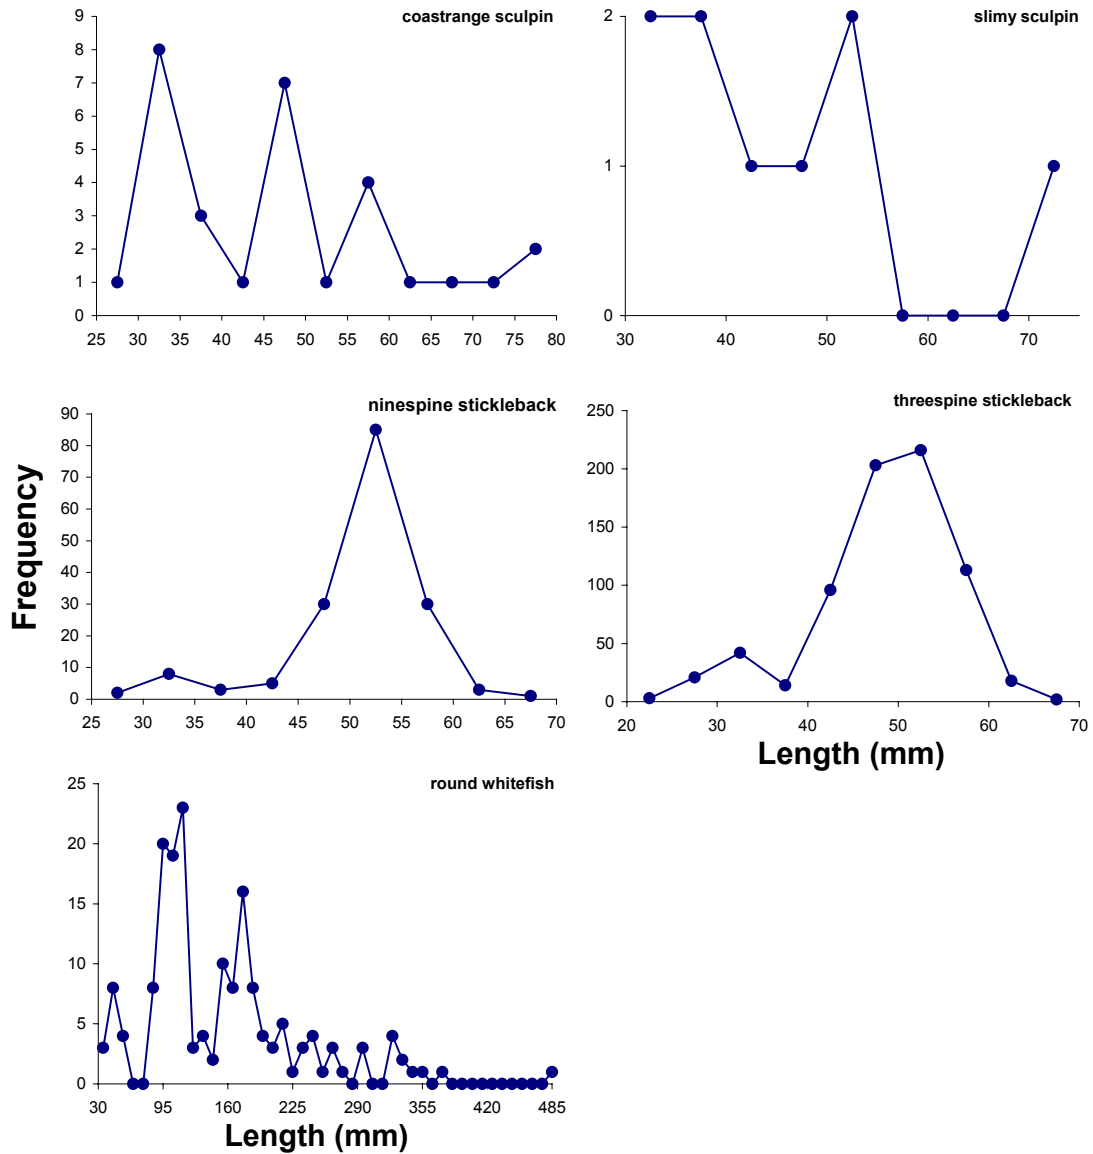 coastrange sculpin
9
8
7
6
5
4
3
2
1
0
25 30 35 40 45 50 55 60 65 70 75 80
slimy sculpin
2
1
0
30 40 50 60 70
Frequency
ninespine stickleback
90
80
70
60
50
40
30
20
10
0
25 30 35 40 45 50 55 60 65 70
threespine stickleback
250
200
150
100
50
0
20 30 40 50 60 70
Length (mm)
round whitefish
25
20
15
10
5
0
30 95 160 225 290 355 420 485
Length (mm)